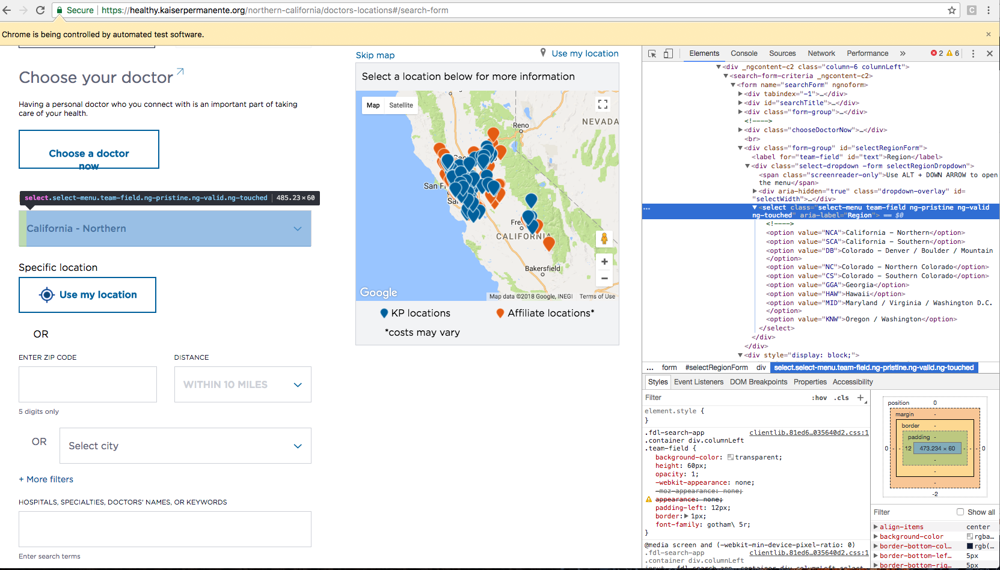 Secure https://healthy.kaiserpermanente.org/northern-california/doctors-locations#/search-form
Chrome is being controlled by automated test software.
Choose your doctor
Having a personal doctor who you connect with is an important part of taking
care of your health.
Choose a doctor
now
select.select-menu.team-field.ng-pristine.ng-valid.ng-touched 485.23×60
California - Northern
Specific location
Use my location
OR
ENTER ZIP CODE DISTANCE
WITHIN 10 MILES
5 digits only
OR Select city
+ More filters
HOSPITALS, SPECIALTIES, DOCTORS' NAMES, OR KEYWORDS
Enter search terms
Skip map Use my location
Select a location below for more information
Map Satellite
NEVADA
Reno
San F
Sa
Fre
CALIFORNIA
Bakersfield
Google Map data ©2018 Google, INEGI Terms of Use
KP locations Affiliate locations*
*costs may vary
Elements Console Sources Network Performance » 2 6
<div _ngcontent-c2 class="column-6 columnLeft">
<search-form-criteria _ngcontent-c2>
<form name="searchForm" ngnoform>
<div tabindex="-1">…</div>
<div id="searchTitle">…</div>
<div class="form-group">…</div>
<!---->
<div class="chooseDoctorNow">…</div>
<br>
<div class="form-group" id="selectRegionForm">
<label for="team-field" id="text">Region</label>
<div class="select-dropdown -form selectRegionDropdown">
<span class="screenreader-only">Use ALT + DOWN ARROW to open
the menu</span>
<div aria-hidden="true" class="dropdown-overlay" id=
"selectWidth">…</div>
<select class="select-menu team-field ng-pristine ng-valid
ng-touched" aria-label="Region"> == $0
<!---->
<option value="NCA">California - Northern</option>
<option value="SCA">California - Southern</option>
<option value="DB">Colorado - Denver / Boulder / Mountain
</option>
<option value="NC">Colorado - Northern Colorado</option>
<option value="CS">Colorado - Southern Colorado</option>
<option value="GGA">Georgia</option>
<option value="HAW">Hawaii</option>
<option value="MID">Maryland / Virginia / Washington D.C.
</option>
<option value="KNW">Oregon / Washington</option>
</select>
</div>
</div>
<div style="display: block;">
... form #selectRegionForm div select.select-menu.team-field.ng-pristine.ng-valid.ng-touched
Styles Event Listeners DOM Breakpoints Properties Accessibility
Filter :hov .cls +
element.style {
}
.fdl-search-app clientlib.81ed6…035640d2.css:1
.container div.columnLeft
.team-field {
background-color: transparent;
height: 60px;
opacity: 1;
-webkit-appearance: none;
-moz-appearance: none;
appearance: none;
padding-left: 12px;
border: 1px;
font-family: gotham\ 5r;
}
@media screen and (-webkit-min-device-pixel-ratio: 0)
.fdl-search-app clientlib.81ed6…035640d2.css:1
.container div.columnLeft
position 0
margin -
border -
padding -
0 - - 12 473.234 × 60 - - - 0
-
-
-
-2
Filter Show all
align-items center
background-color rgba…
border-bottom-col… rgb(…
border-bottom-lef… 5px
border-bottom-rig… 5px